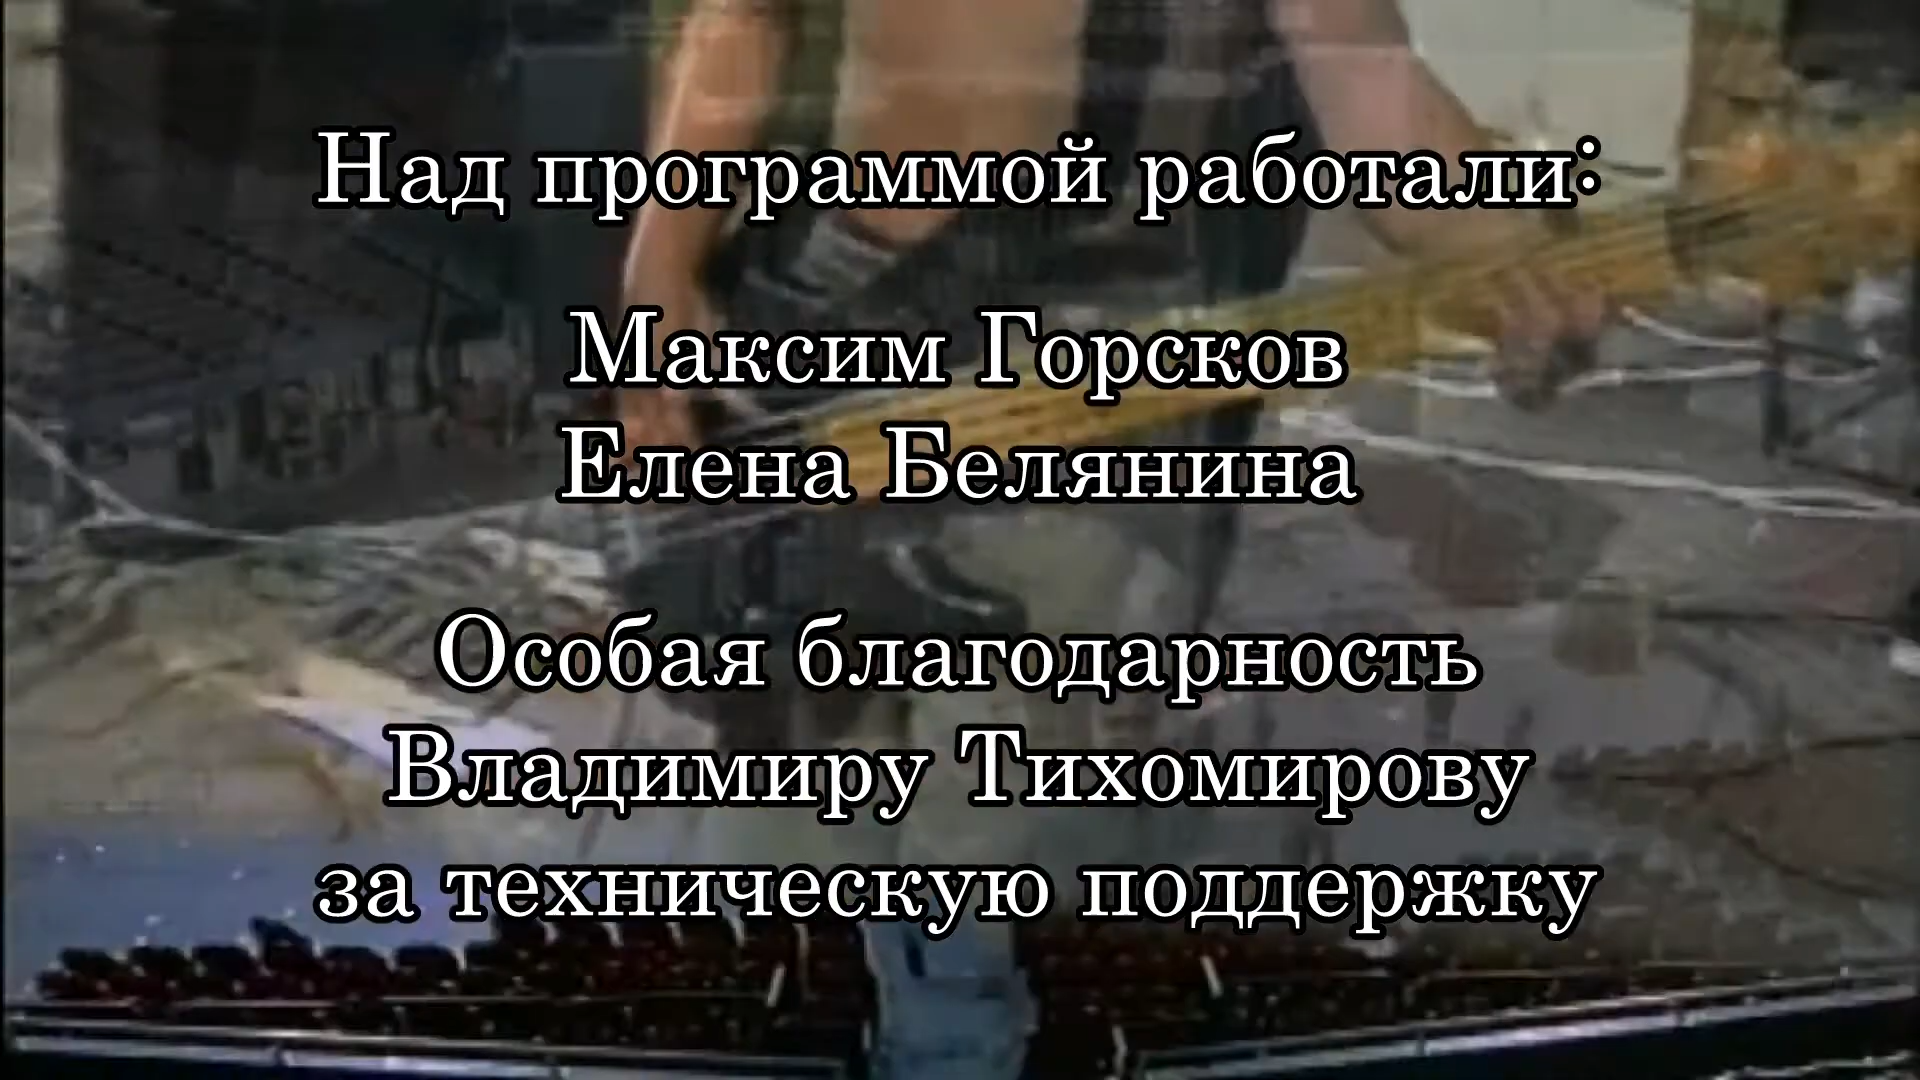 Над программой работали:
Максим Горсков
Елена Белянина
Особая благодарность
Владимиру Тихомирову
за техническую поддержку